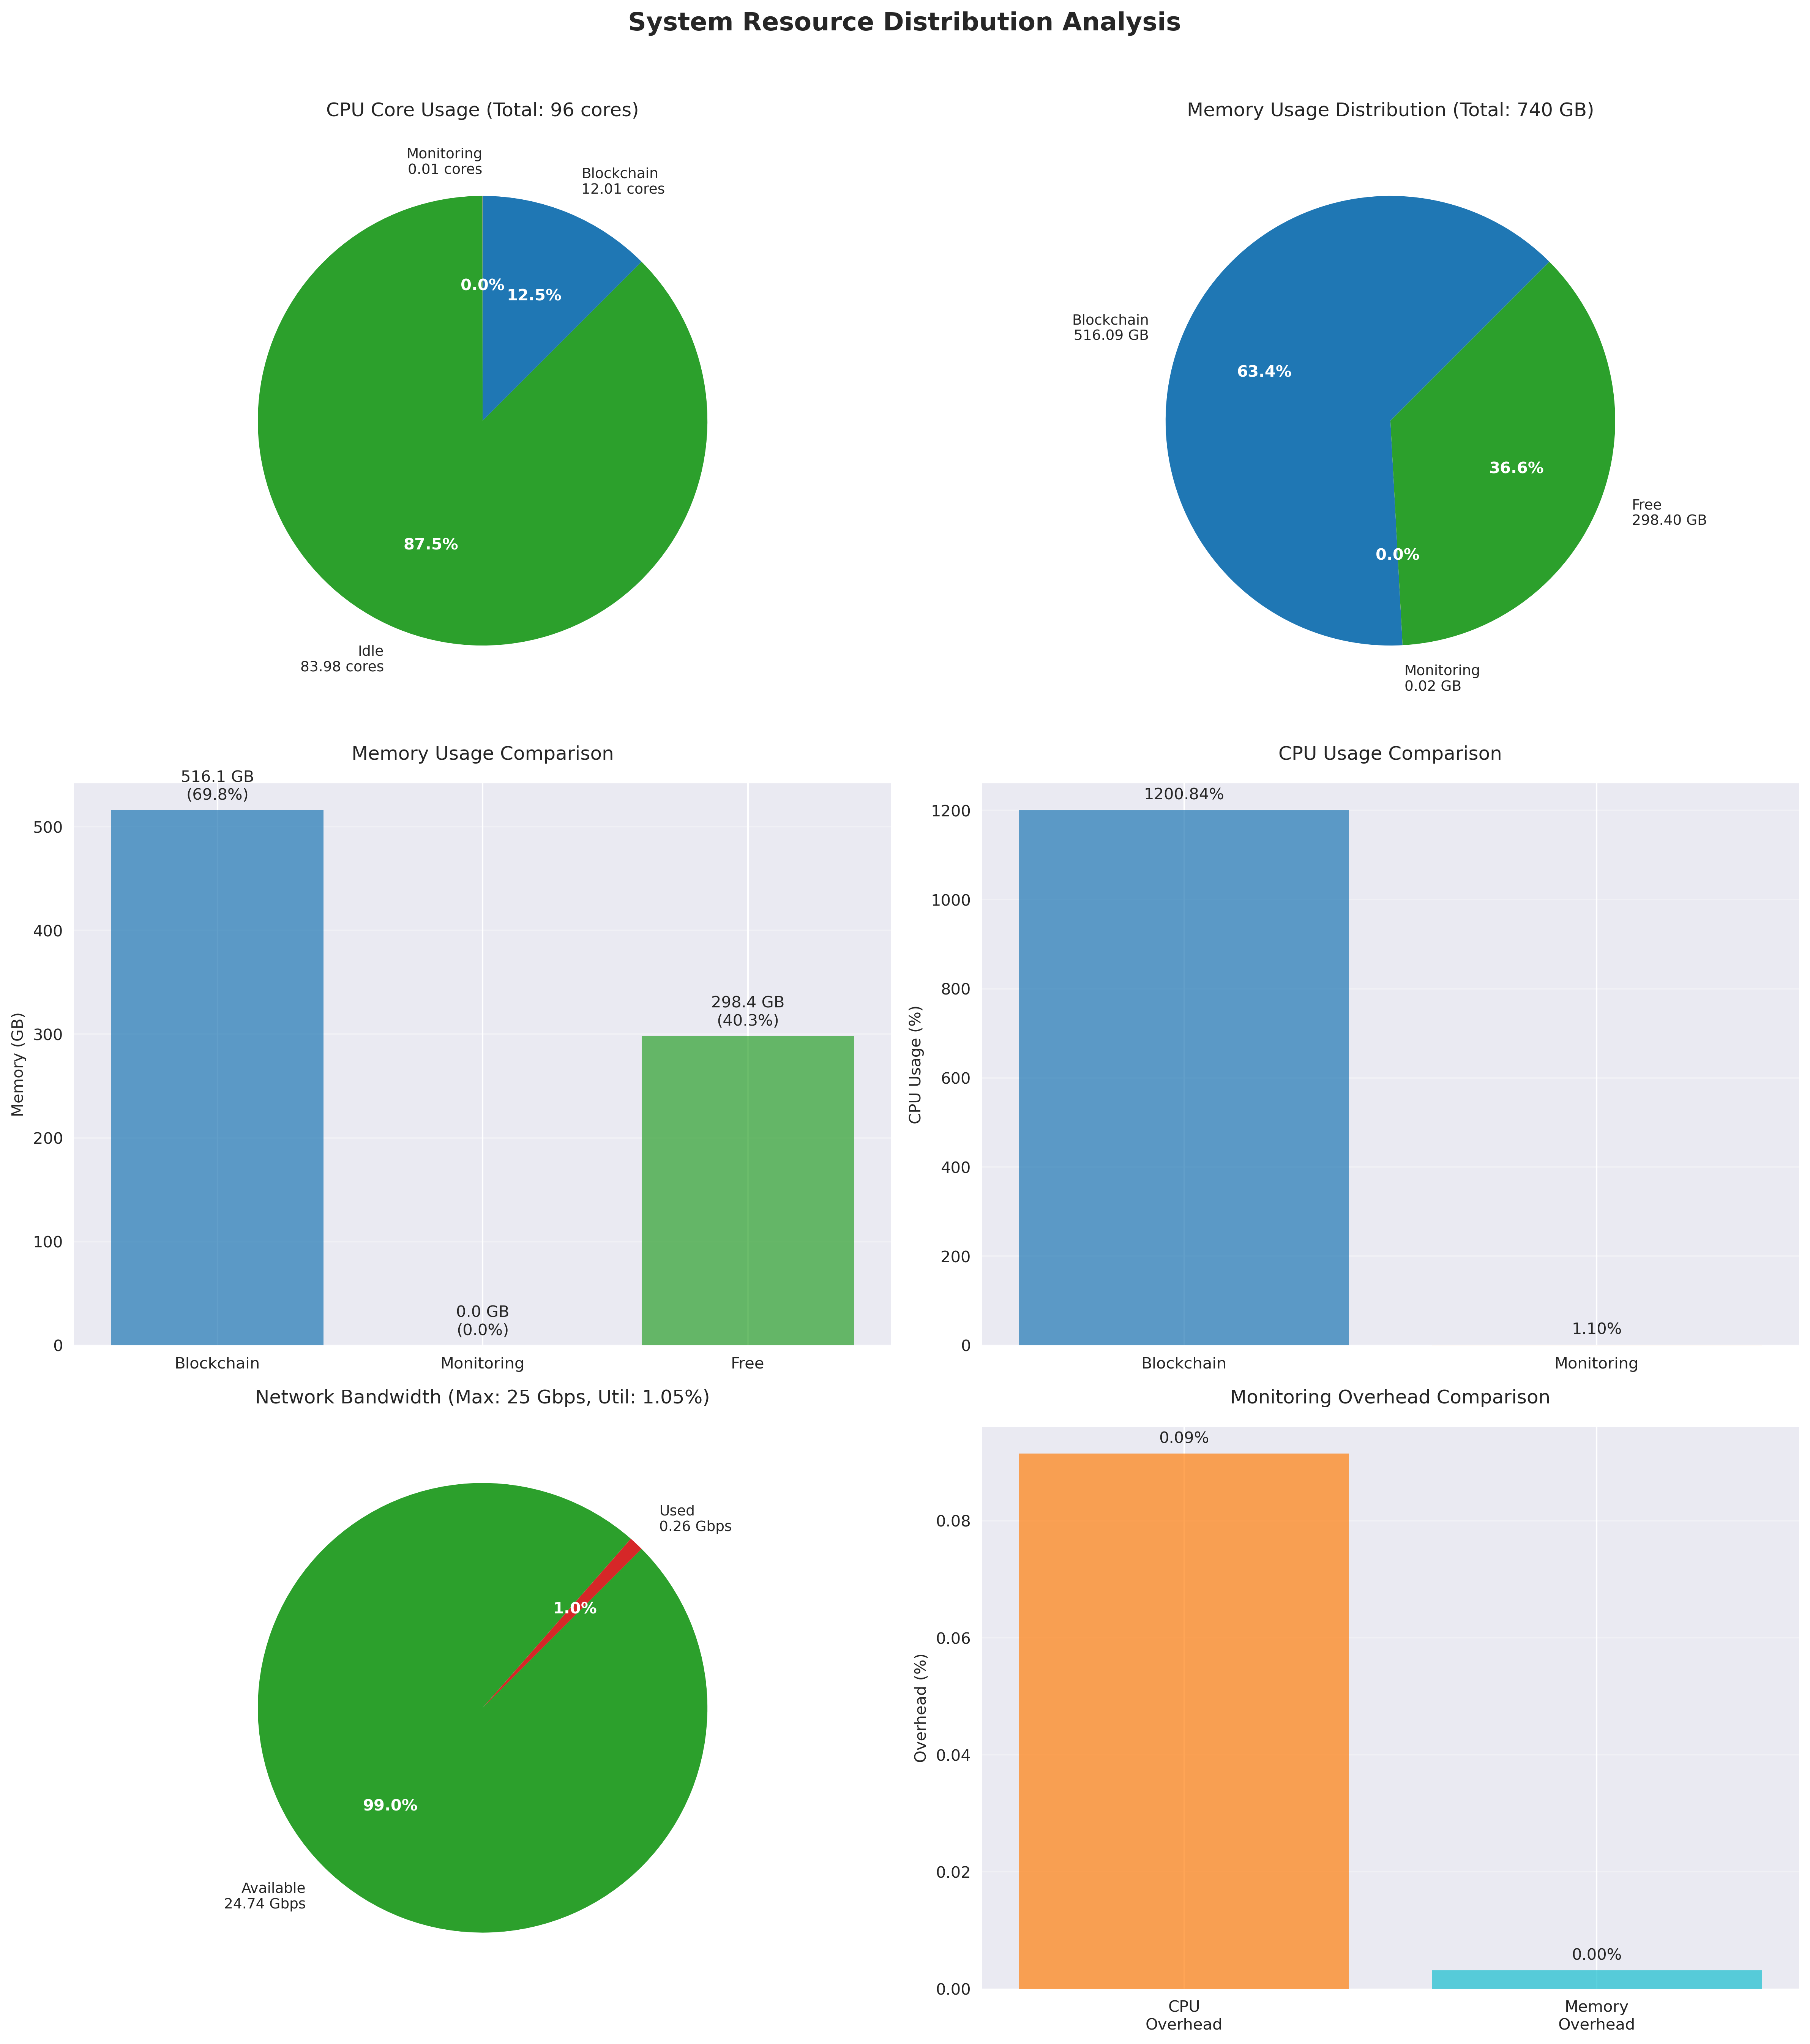 System Resource Distribution Analysis
CPU Core Usage (Total: 96 cores)
Monitoring
0.01 cores
Blockchain
12.01 cores
0.0%
12.5%
87.5%
Idle
83.98 cores
Memory Usage Distribution (Total: 740 GB)
Blockchain
516.09 GB
63.4%
36.6%
Free
298.40 GB
0.0%
Monitoring
0.02 GB
Memory Usage Comparison
516.1 GB
(69.8%)
500
400
300
200
100
0
Memory (GB)
298.4 GB
(40.3%)
0.0 GB
(0.0%)
Blockchain
Monitoring
Free
CPU Usage Comparison
1200.84%
1200
1000
800
600
400
200
0
CPU Usage (%)
1.10%
Blockchain
Monitoring
Network Bandwidth (Max: 25 Gbps, Util: 1.05%)
Used
0.26 Gbps
1.0%
99.0%
Available
24.74 Gbps
Monitoring Overhead Comparison
0.09%
0.08
0.06
0.04
0.02
0.00
Overhead (%)
0.00%
CPU
Overhead
Memory
Overhead